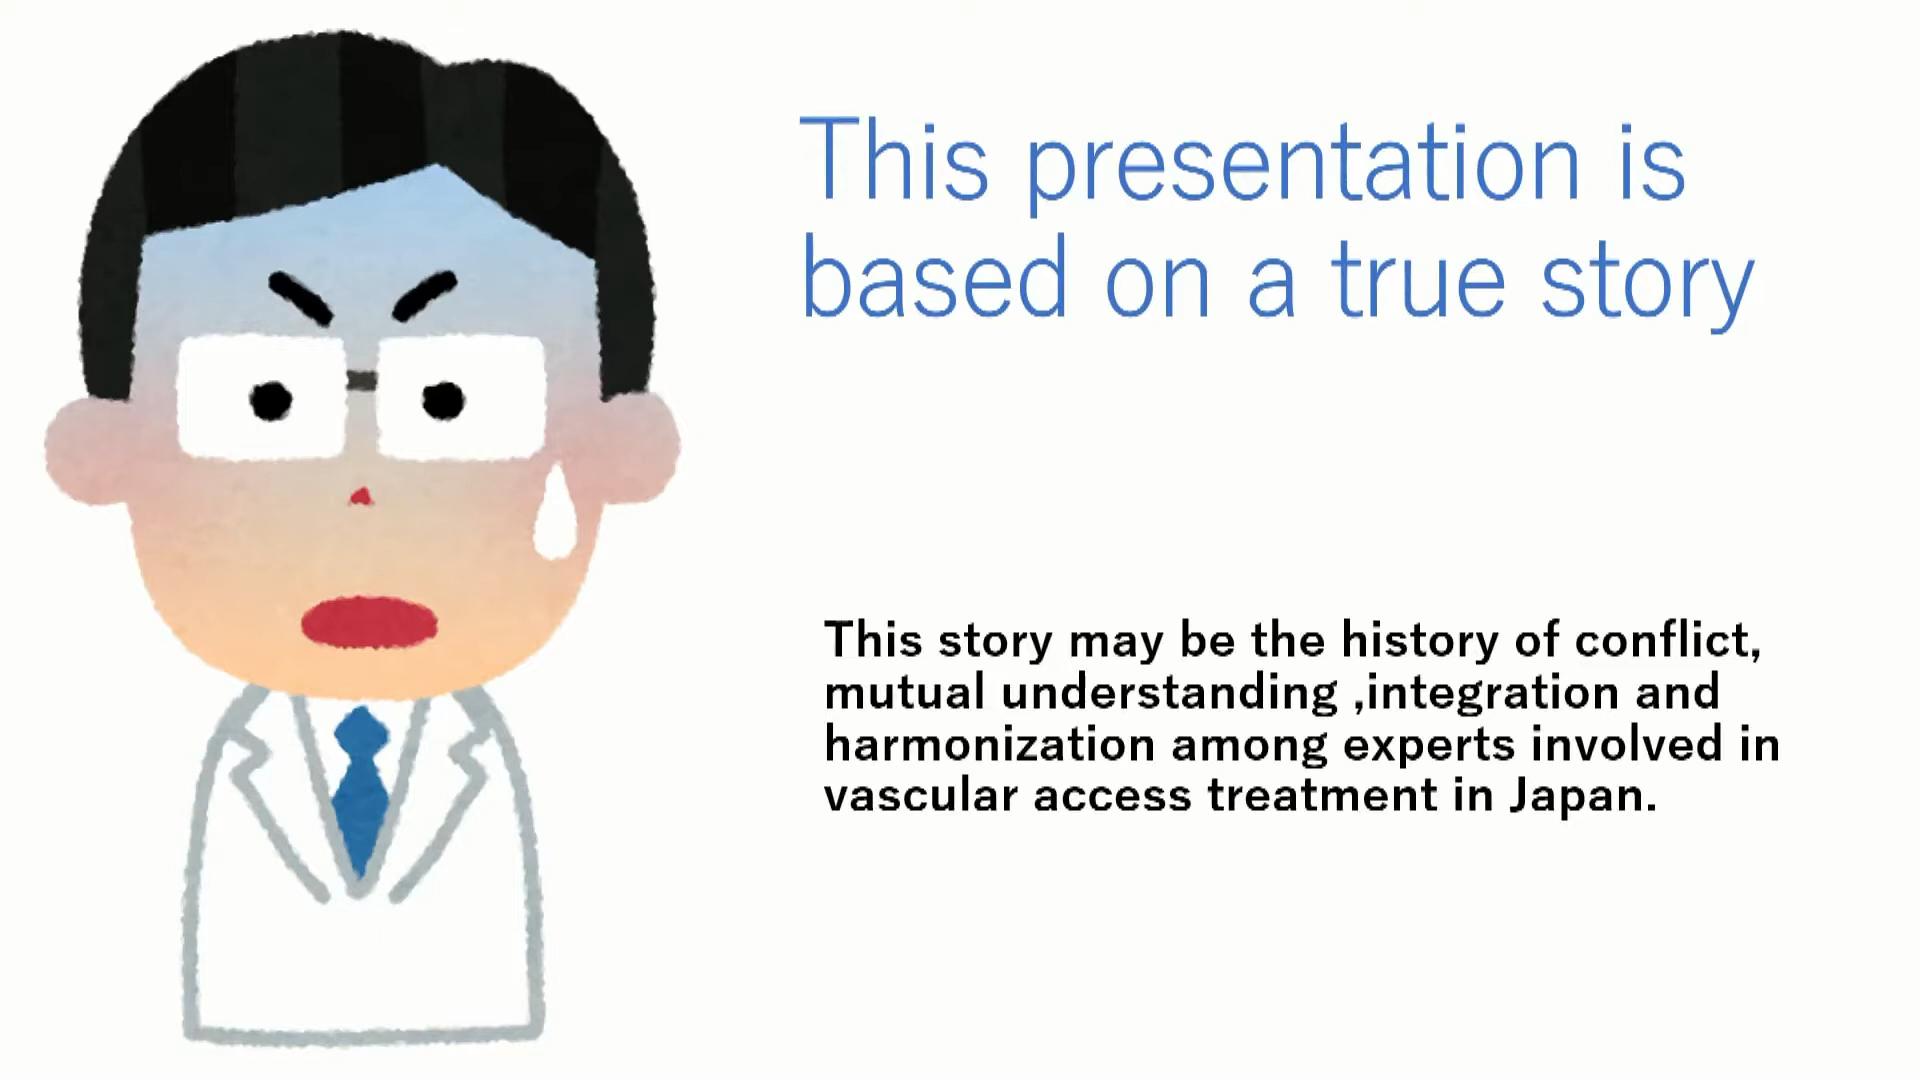 This presentation is
based on a true story
This story may be the history of conflict,
mutual understanding ,integration and
harmonization among experts involved in
vascular access treatment in Japan.